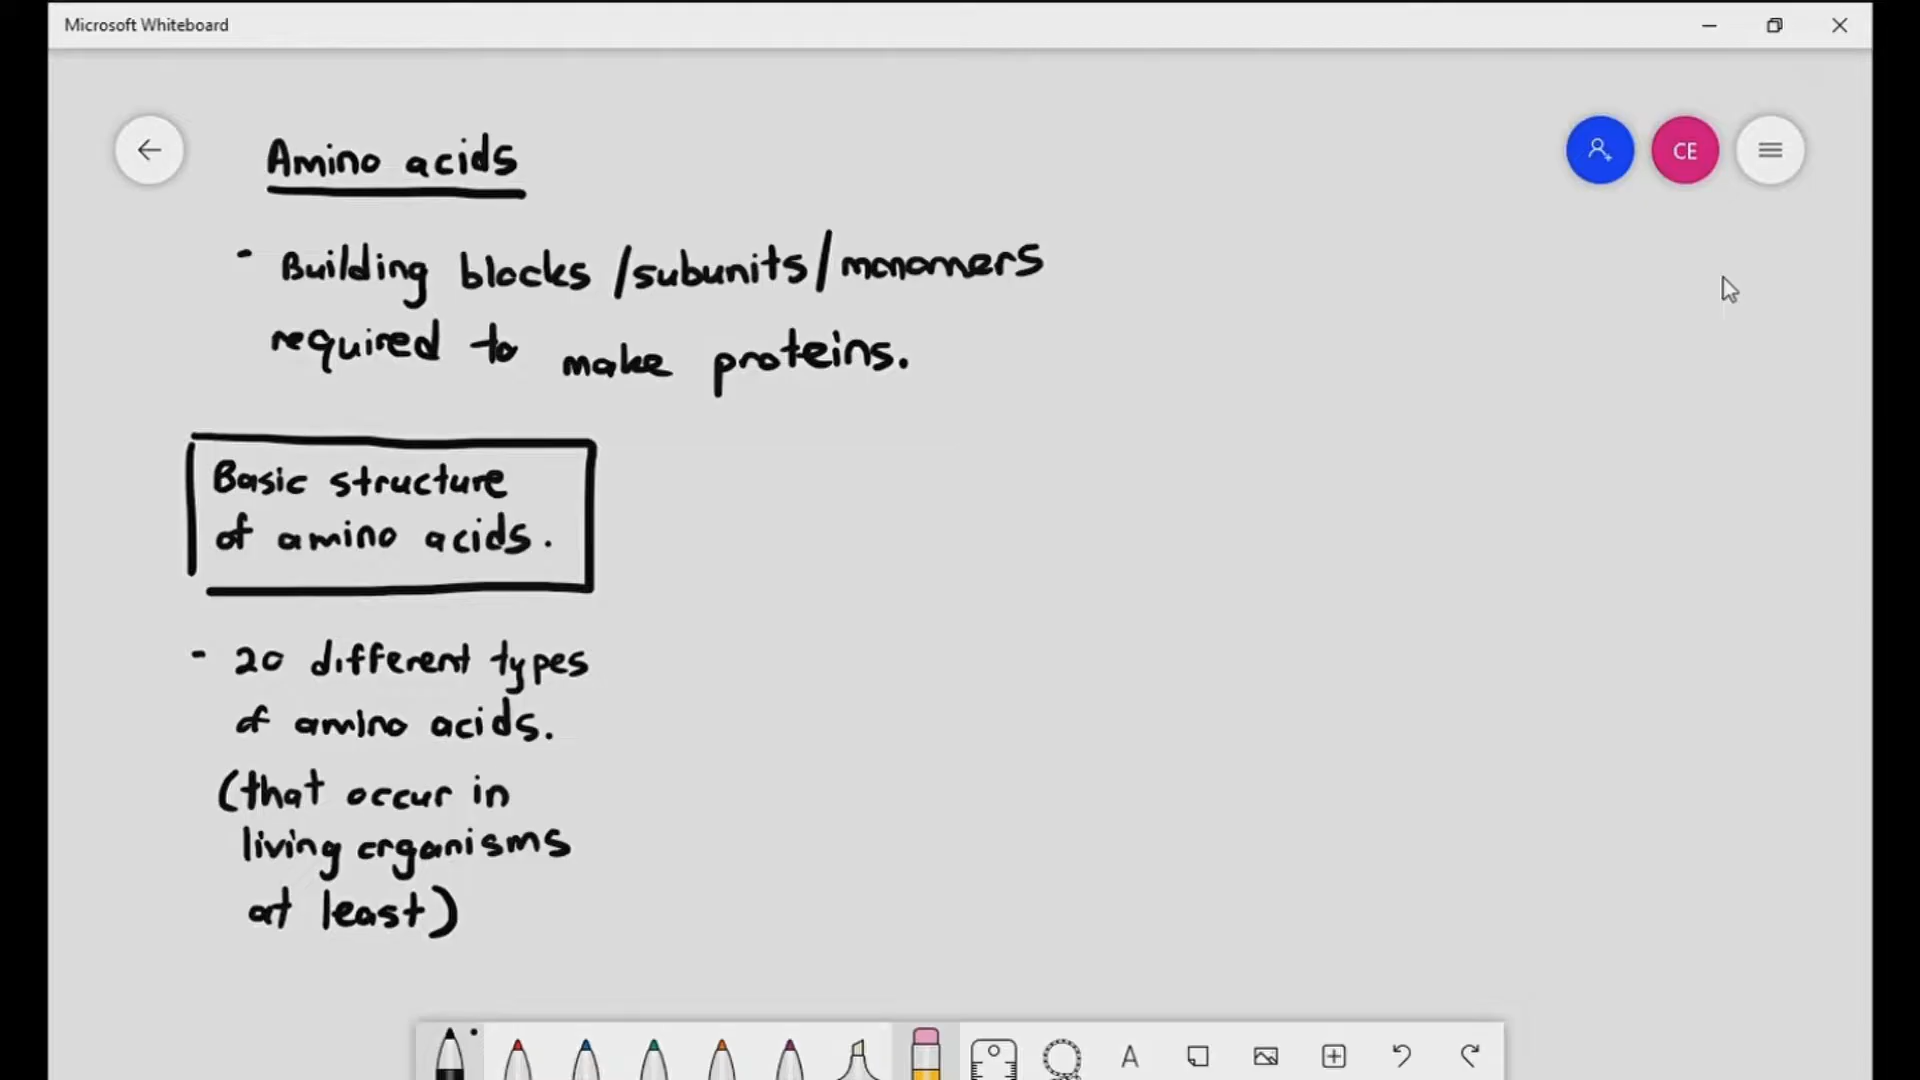 Microsoft Whiteboard
Amino acids
CE
- Building blocks /subunits/monomers
required to make proteins.
Basic structure
of amino acids.
- 20 different types
of amino acids.
(that occur in
living organisms
at least)
A